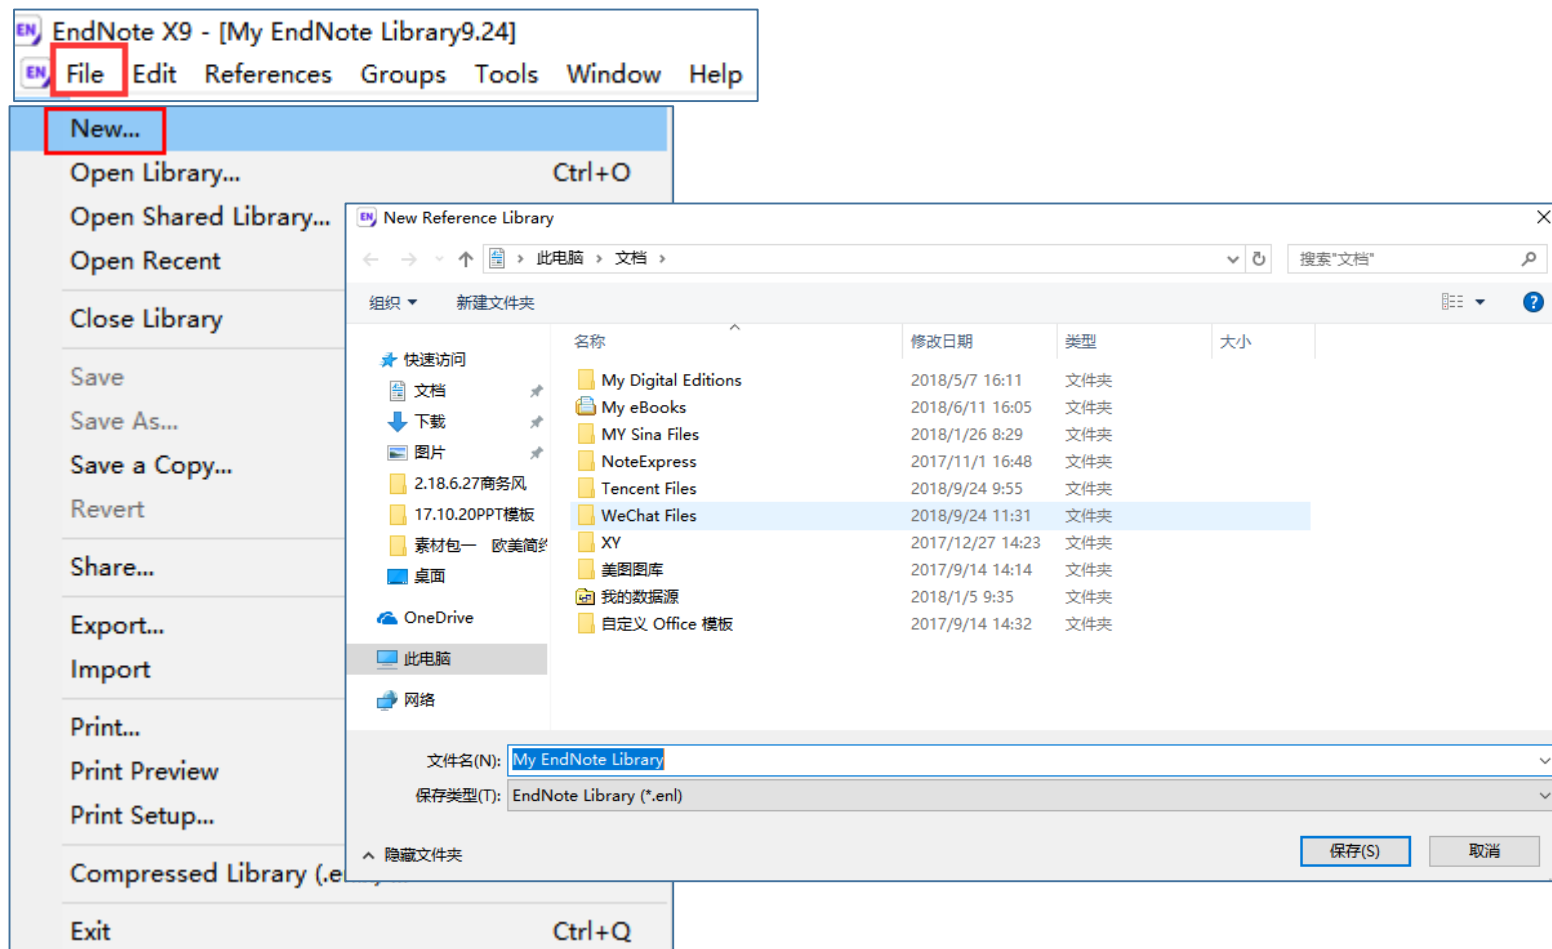 EndNote X9 - [My EndNote Library9.24]
File Edit References Groups Tools Window Help
New...
Open Library... Ctrl+O
Open Shared Library...
Open Recent
Close Library
Save
Save As...
Save a Copy...
Revert
Share...
Export...
Import
Print...
Print Preview
Print Setup...
Compressed Library (.e
Exit Ctrl+Q
New Reference Library
此电脑 > 文档 >
搜索"文档"
组织 新建文件夹
名称 修改日期 类型 大小
快速访问
文档
下载
图片
2.18.6.27商务风
17.10.20PPT模板
素材包一 欧美简约
桌面
OneDrive
此电脑
网络
My Digital Editions 2018/5/7 16:11 文件夹
My eBooks 2018/6/11 16:05 文件夹
MY Sina Files 2018/1/26 8:29 文件夹
NoteExpress 2017/11/1 16:48 文件夹
Tencent Files 2018/9/24 9:55 文件夹
WeChat Files 2018/9/24 11:31 文件夹
XY 2017/12/27 14:23 文件夹
美图图库 2017/9/14 14:14 文件夹
我的数据源 2018/1/5 9:35 文件夹
自定义 Office 模板 2017/9/14 14:32 文件夹
文件名(N): My EndNote Library
保存类型(T): EndNote Library (*.enl)
隐藏文件夹
保存(S) 取消